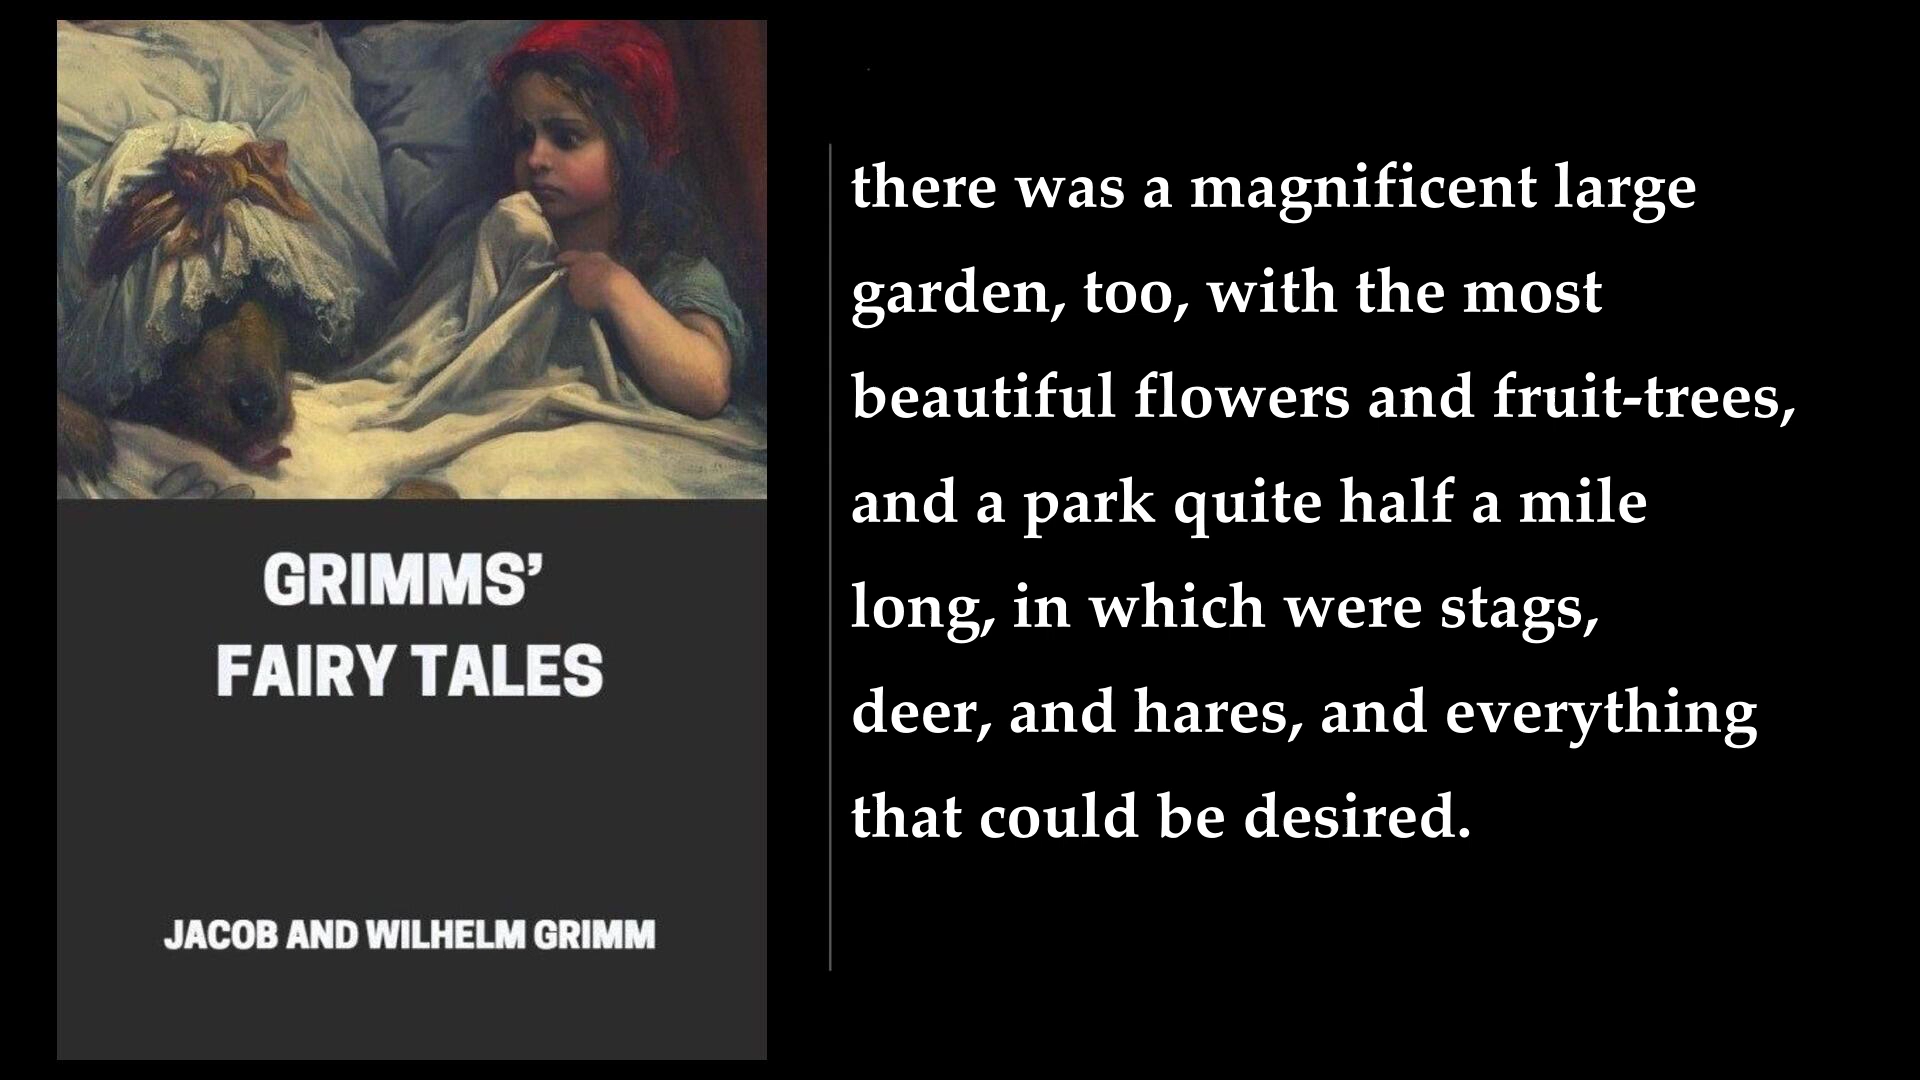 GRIMMS’
FAIRY TALES
JACOB AND WILHELM GRIMM
there was a magnificent large
garden, too, with the most
beautiful flowers and fruit-trees,
and a park quite half a mile
long, in which were stags,
deer, and hares, and everything
that could be desired.